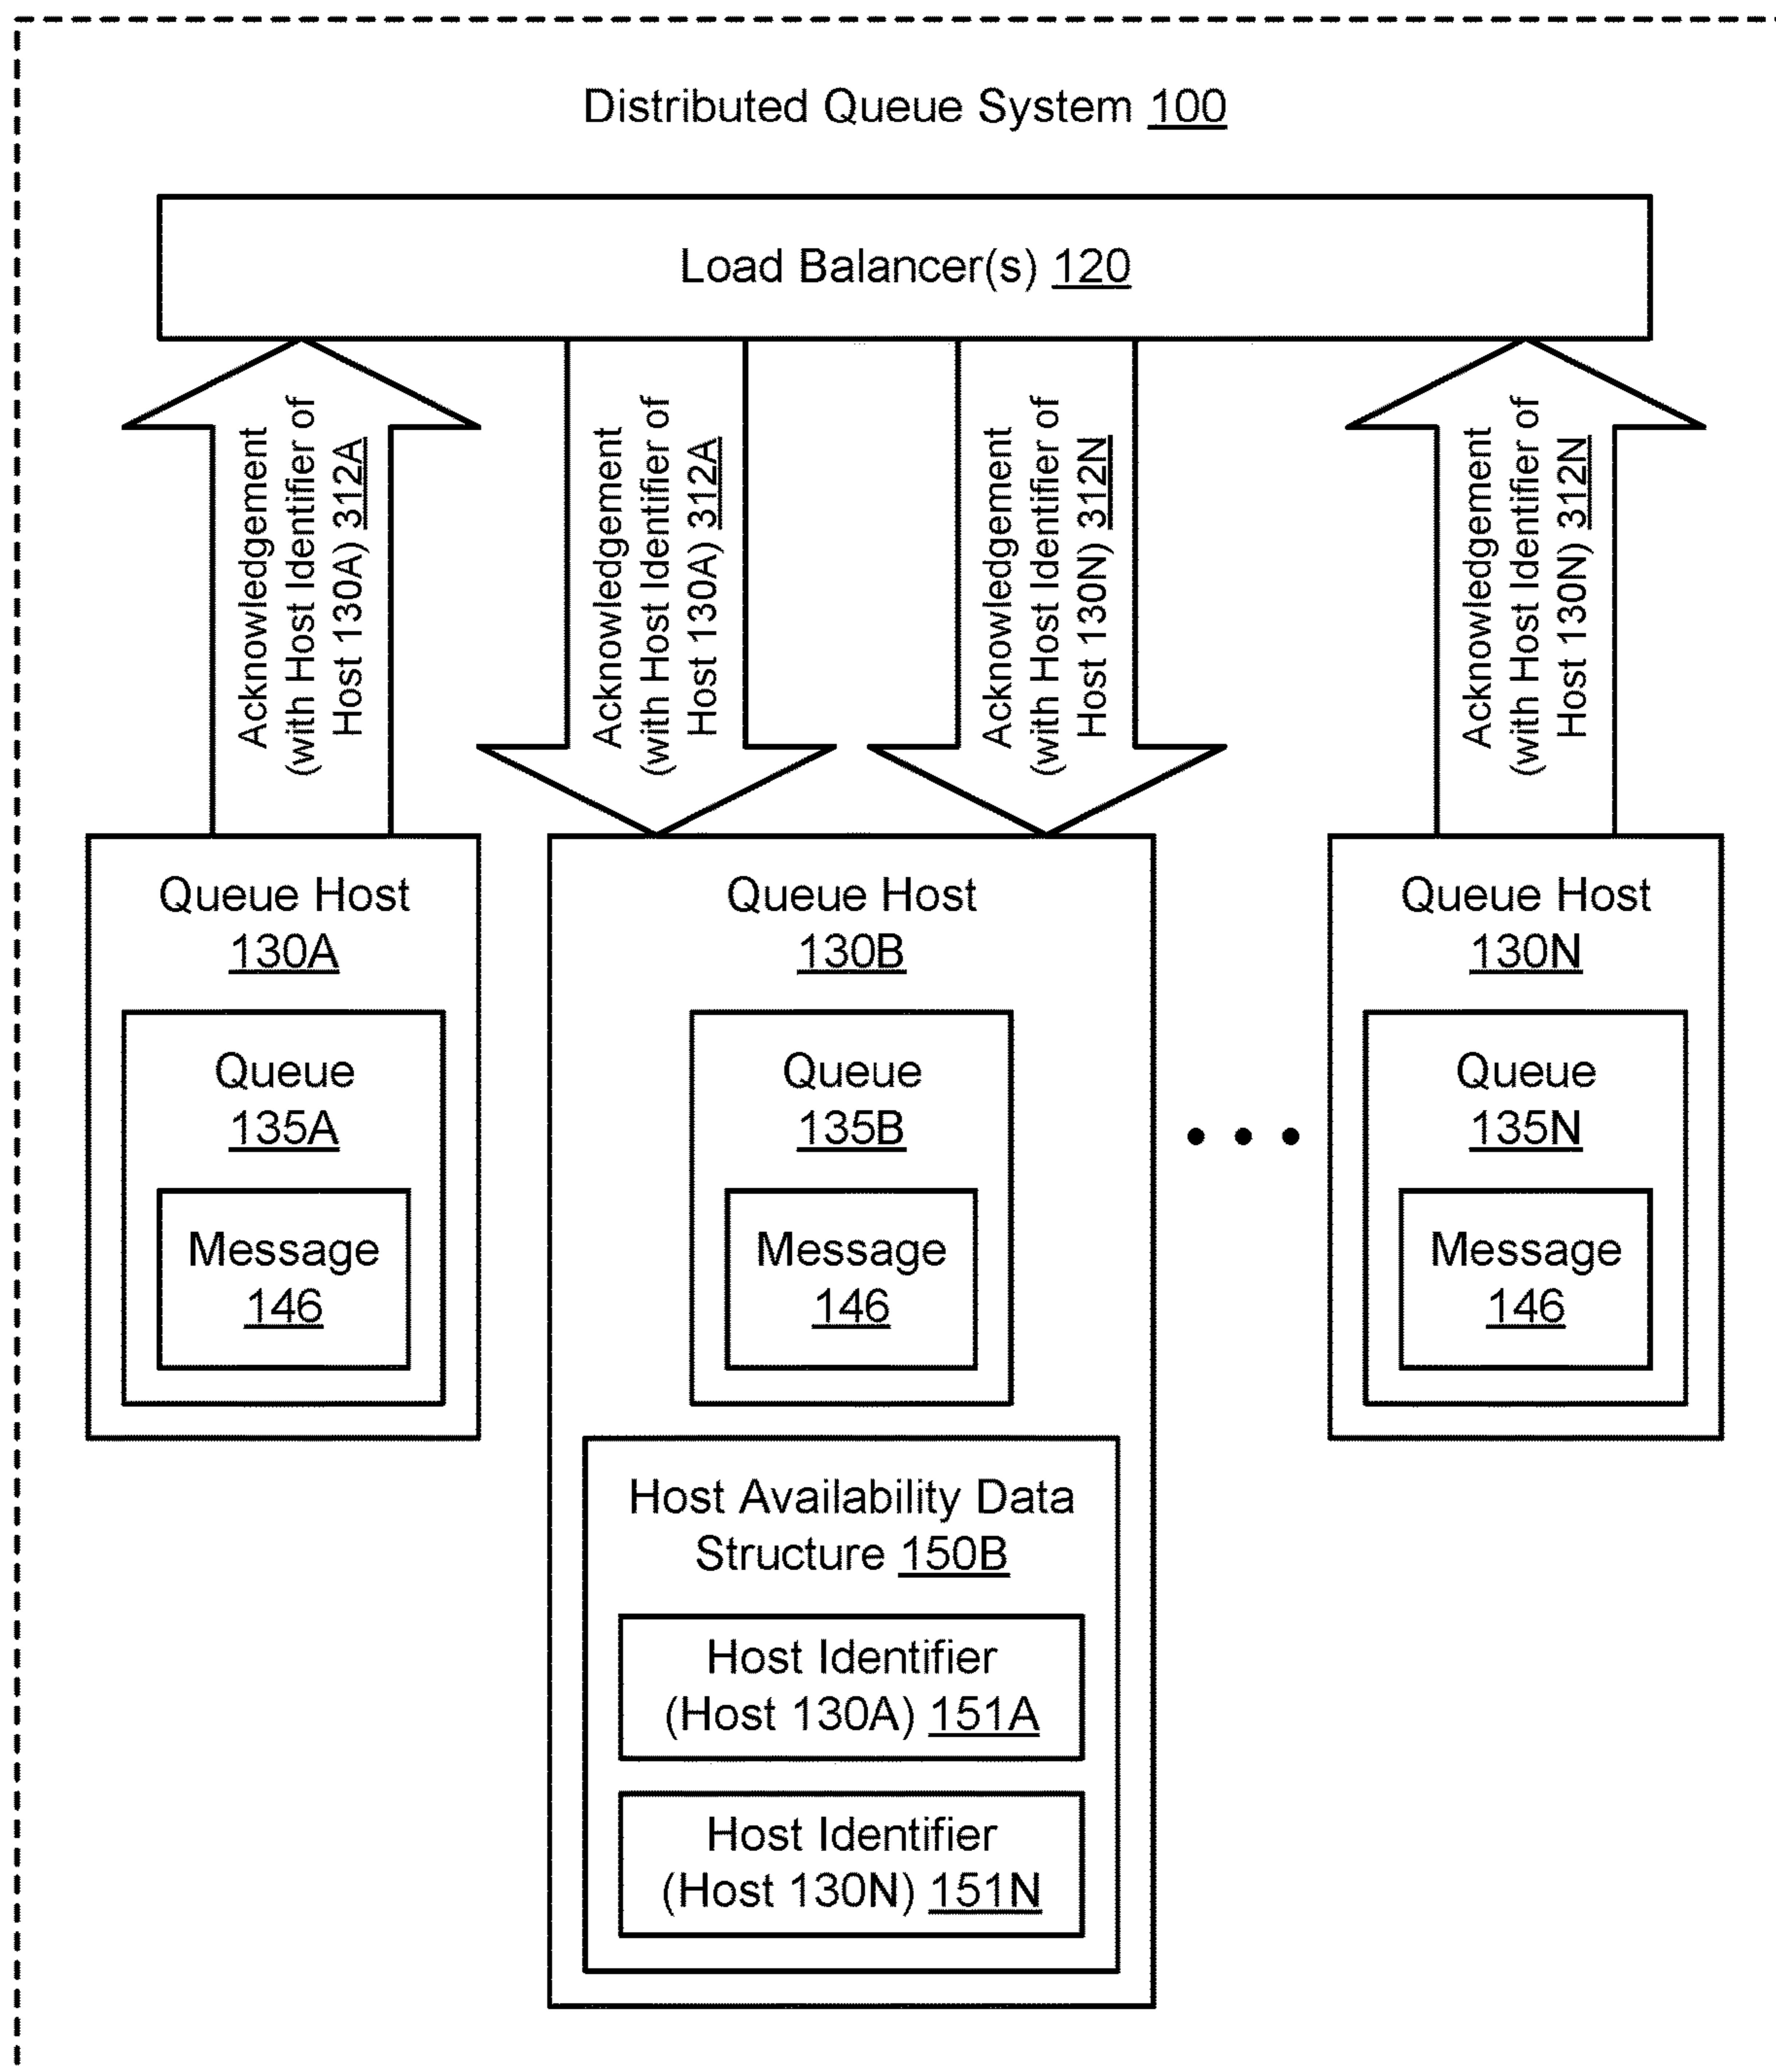 Distributed Queue System 100
Load Balancer(s) 120
Acknowledgement
(with Host Identifier of
Host 130A) 312A
Acknowledgement
(with Host Identifier of
Host 130A) 312A
Acknowledgement
(with Host Identifier of
Host 130N) 312N
Acknowledgement
(with Host Identifier of
Host 130N) 312N
Queue Host
130A
Queue
135A
Message
146
Queue Host
130B
Queue
135B
Message
146
Host Availability Data
Structure 150B
Host Identifier
(Host 130A) 151A
Host Identifier
(Host 130N) 151N
Queue Host
130N
Queue
135N
Message
146